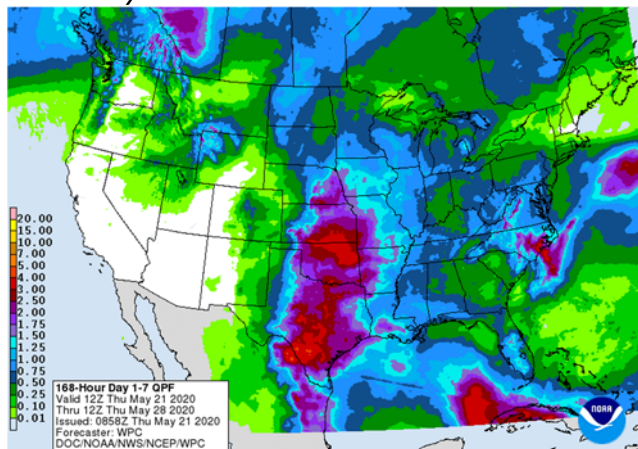 20.00
15.00
10.00
7.00
5.00
4.00
3.00
2.50
2.00
1.75
1.50
1.25
1.00
0.75
0.50
0.25
0.10
0.01
168-Hour Day 1-7 QPF
Valid 12Z Thu May 21 2020
Thru 12Z Thu May 28 2020
Issued: 0858Z Thu May 21 2020
Forecaster: WPC
DOC/NOAA/NWS/NCEP/WPC
NOAA